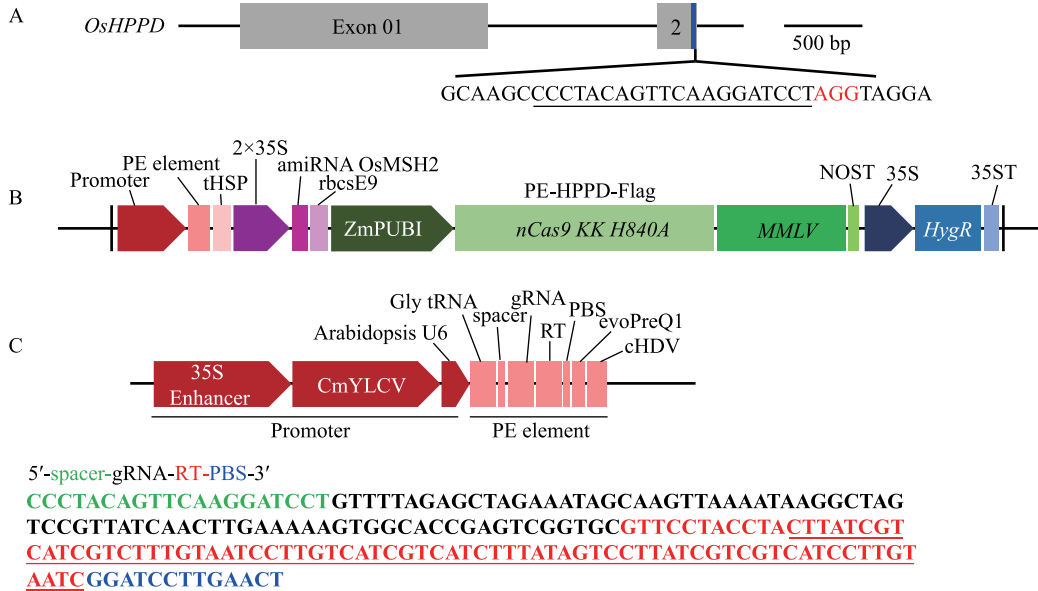 A
OsHPPD
Exon 01
2
500 bp
GCAAGCCCCTACAGTTCAAGGATCCTAGGTAGGA
B
Promoter
PE element
tHSP
2×35S
amiRNA OsMSH2
rbcsE9
ZmPUBI
PE-HPPD-Flag
nCas9 KK H840A
MMLV
NOST
35S
HygR
35ST
C
Arabidopsis U6
Gly tRNA
spacer
gRNA
RT
PBS
evoPreQ1
cHDV
35S
Enhancer
CmYLCV
Promoter
PE element
5′-spacer-gRNA-RT-PBS-3′
CCCTACAGTTCAAGGATCCTGTTTTAGAGCTAGAAATAGCAAGTTAAAATAAGGCTAG
TCCGTTATCAACTTGAAAAAGTGGCACCGAGTCGGTGCGTTCCTACCTACTTATCGT
CATCGTCTTTGTAATCCTTGTCATCGTCATCTTTATAGTCCTTATCGTCGTCATCCTTGT
AATCGGATCCTTGAACT